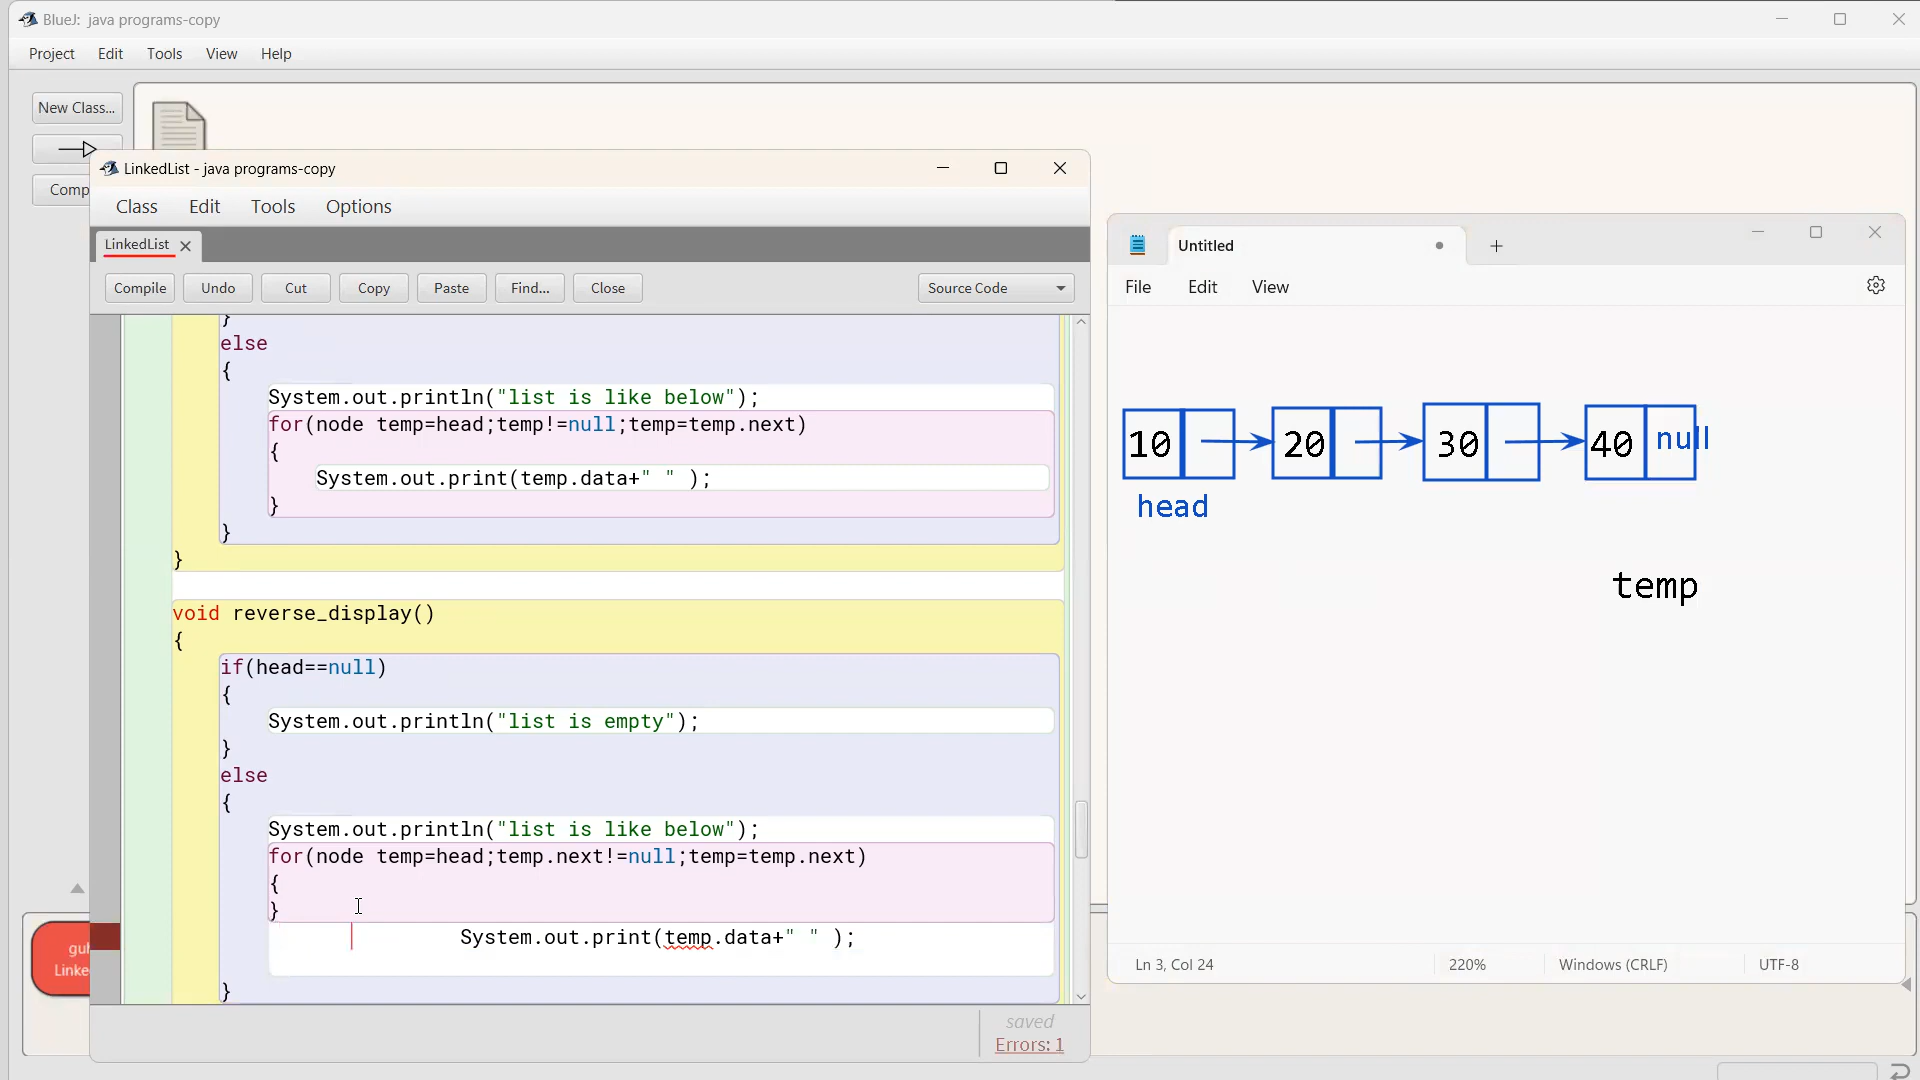 BlueJ: java programs-copy
Project Edit Tools View Help
New Class...
LinkedList - java programs-copy
Class Edit Tools Options
LinkedList
Compile Undo Cut Copy Paste Find... Close Source Code
}
else
{
System.out.println("list is like below");
for(node temp=head;temp!=null;temp=temp.next)
{
System.out.print(temp.data+" " );
}
}
}
void reverse_display()
{
if(head==null)
{
System.out.println("list is empty");
}
else
{
System.out.println("list is like below");
for(node temp=head;temp.next!=null;temp=temp.next)
{
}
System.out.print(temp.data+" " );
}
saved
Errors: 1
Untitled
File Edit View
10 20 30 40 null
head
temp
Ln 3, Col 24 220% Windows (CRLF) UTF-8